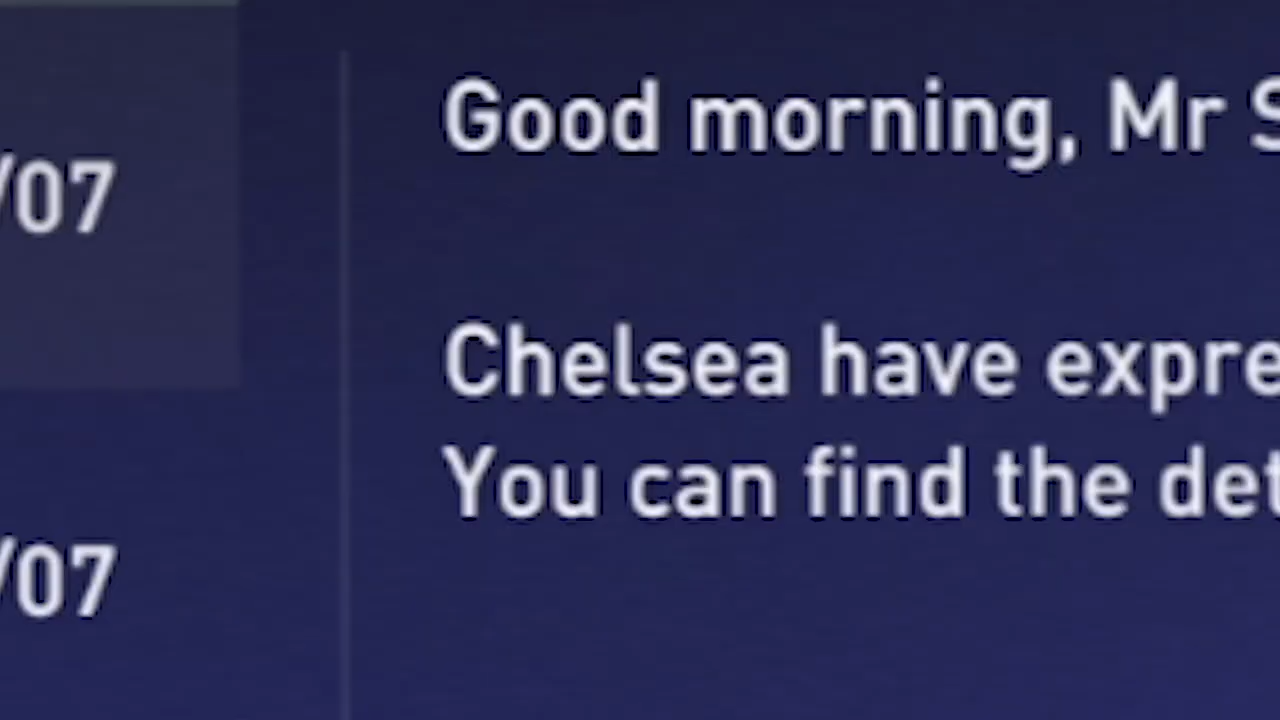 Good morning, Mr S
/07
Chelsea have expre
You can find the det
/07